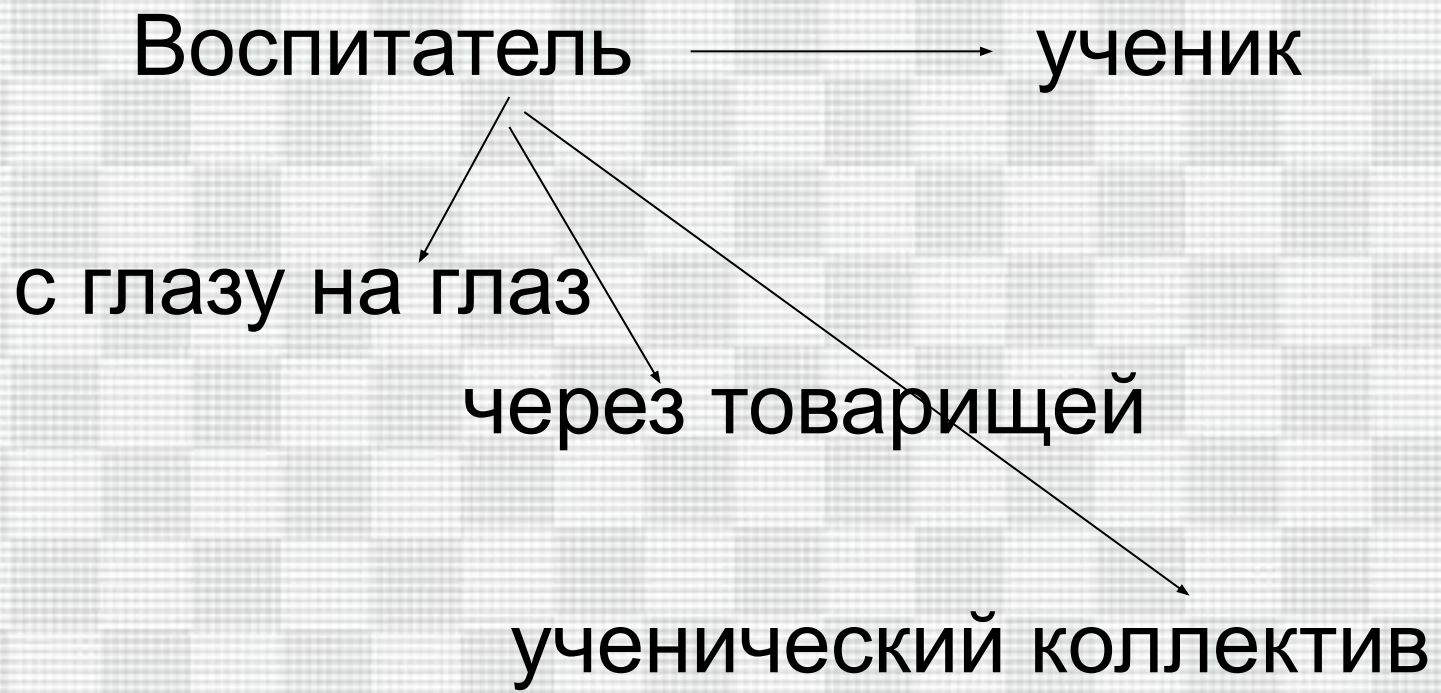 Воспитатель ученик
с глазу на глаз
через товарищей
ученический коллектив